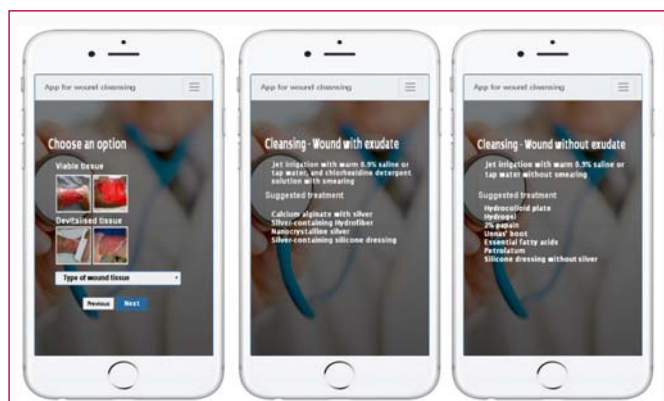 App for wound cleansing
Choose an option
Viable tissue
Devitalised tissue
Type of wound tissue
Previous
Next
App for wound cleansing
Cleansing - Wound with exudate
Jet irrigation with warm 0.9% saline or
tap water, and chlorhexidine detergent
solution with smearing
Suggested treatment
Calcium alginate with silver
Silver-containing Hydrofiber
Nanocrystalline silver
Silver-containing silicone dressing
App for wound cleansing
Cleansing - Wound without exudate
Jet irrigation with warm 0.9% saline or
tap water without smearing
Suggested treatment
Hydrocolloid plate
Hydrogel
2% papain
Unnas' boot
Essential fatty acids
Petrolatum
Silicone dressing without silver